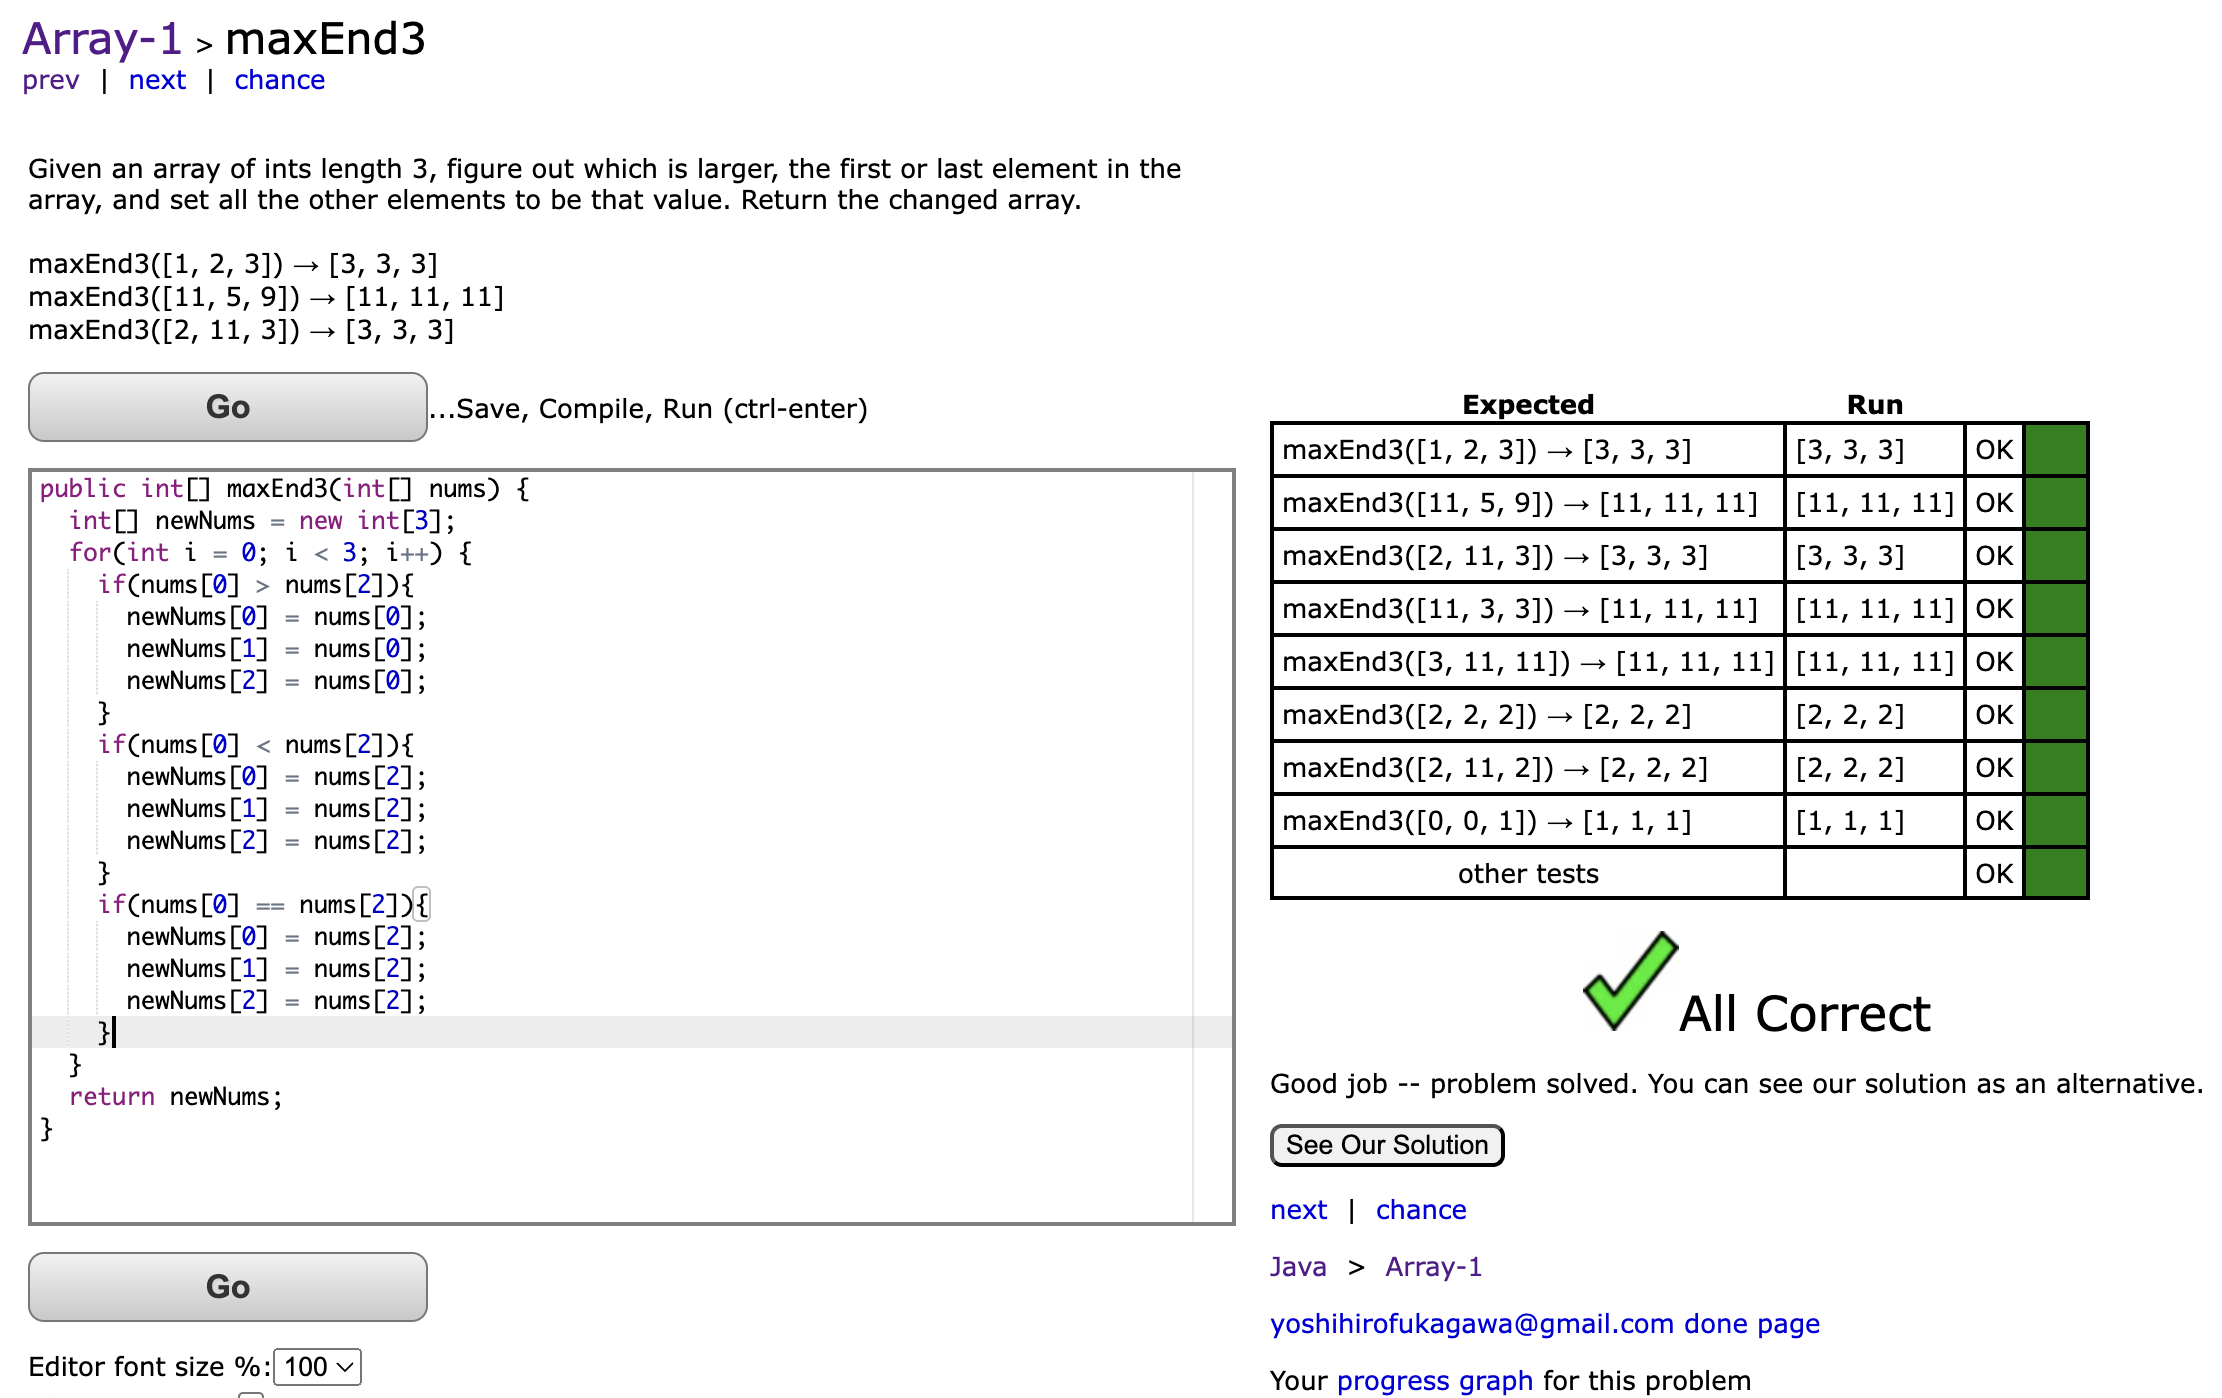 Array-1 > maxEnd3
prev | next | chance
Given an array of ints length 3, figure out which is larger, the first or last element in the
array, and set all the other elements to be that value. Return the changed array.
maxEnd3([1, 2, 3]) → [3, 3, 3]
maxEnd3([11, 5, 9]) → [11, 11, 11]
maxEnd3([2, 11, 3]) → [3, 3, 3]
Go ...Save, Compile, Run (ctrl-enter)
public int[] maxEnd3(int[] nums) {
  int[] newNums = new int[3];
  for(int i = 0; i < 3; i++) {
    if(nums[0] > nums[2]){
      newNums[0] = nums[0];
      newNums[1] = nums[0];
      newNums[2] = nums[0];
    }
    if(nums[0] < nums[2]){
      newNums[0] = nums[2];
      newNums[1] = nums[2];
      newNums[2] = nums[2];
    }
    if(nums[0] == nums[2]){
      newNums[0] = nums[2];
      newNums[1] = nums[2];
      newNums[2] = nums[2];
    }
  }
  return newNums;
}
Go
Editor font size %: 100
Expected Run
maxEnd3([1, 2, 3]) → [3, 3, 3] [3, 3, 3] OK
maxEnd3([11, 5, 9]) → [11, 11, 11] [11, 11, 11] OK
maxEnd3([2, 11, 3]) → [3, 3, 3] [3, 3, 3] OK
maxEnd3([11, 3, 3]) → [11, 11, 11] [11, 11, 11] OK
maxEnd3([3, 11, 11]) → [11, 11, 11] [11, 11, 11] OK
maxEnd3([2, 2, 2]) → [2, 2, 2] [2, 2, 2] OK
maxEnd3([2, 11, 2]) → [2, 2, 2] [2, 2, 2] OK
maxEnd3([0, 0, 1]) → [1, 1, 1] [1, 1, 1] OK
other tests OK
All Correct
Good job -- problem solved. You can see our solution as an alternative.
See Our Solution
next | chance
Java > Array-1
yoshihirofukagawa@gmail.com done page
Your progress graph for this problem